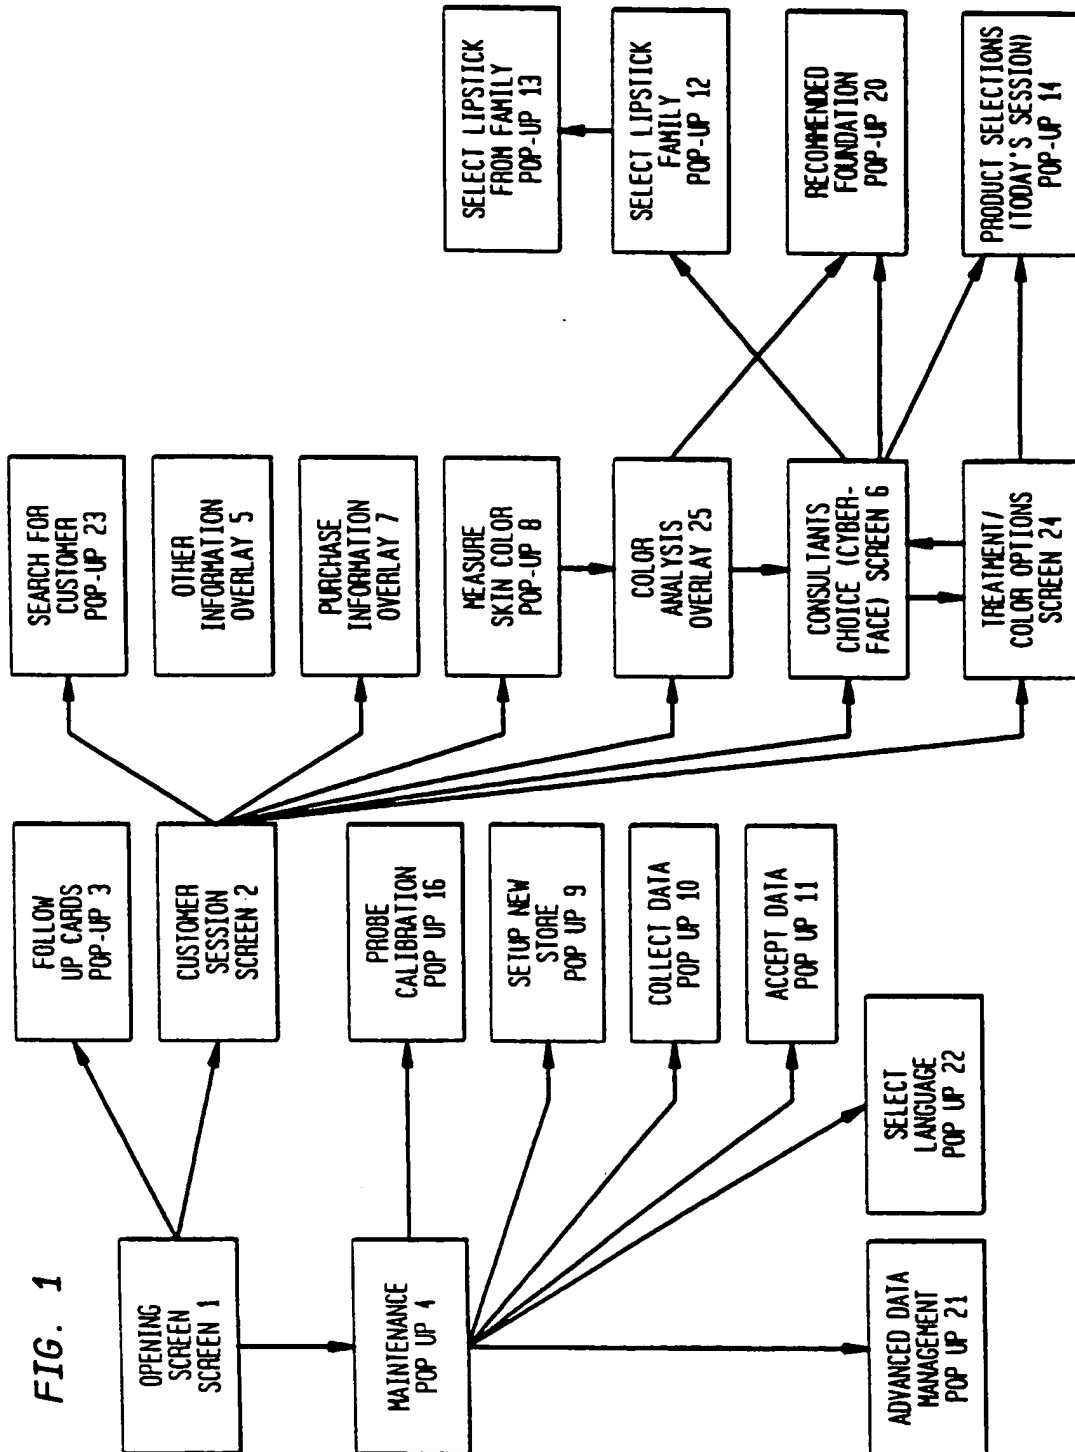 FIG. 1
OPENING
SCREEN
SCREEN 1
MAINTENANCE
POP UP 4
ADVANCED DATA
MANAGEMENT
POP UP 21
SELECT
LANGUAGE
POP UP 22
FOLLOW
UP CARDS
POP-UP 3
CUSTOMER
SESSION
SCREEN 2
PROBE
CALIBRATION
POP UP 16
SETUP NEW
STORE
POP UP 9
COLLECT DATA
POP UP 10
ACCEPT DATA
POP UP 11
SEARCH FOR
CUSTOMER
POP-UP 23
OTHER
INFORMATION
OVERLAY 5
PURCHASE
INFORMATION
OVERLAY 7
MEASURE
SKIN COLOR
POP-UP 8
COLOR
ANALYSIS
OVERLAY 25
CONSULTANTS
CHOICE (CYBER-
FACE) SCREEN 6
TREATMENT/
COLOR OPTIONS
SCREEN 24
SELECT LIPSTICK
FROM FAMILY
POP-UP 13
SELECT LIPSTICK
FAMILY
POP-UP 12
RECOMMENDED
FOUNDATION
POP-UP 20
PRODUCT SELECTIONS
(TODAY'S SESSION)
POP-UP 14